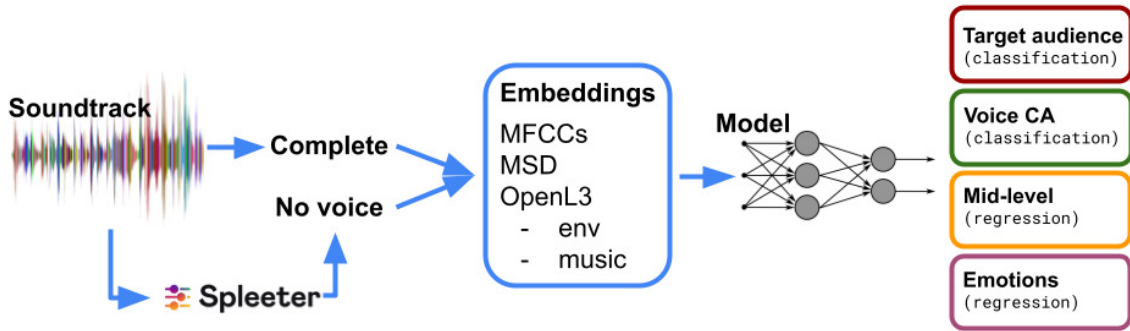 Soundtrack
Complete
No voice
Spleeter
Embeddings
MFCCs
MSD
OpenL3
- env
- music
Model
Target audience
(classification)
Voice CA
(classification)
Mid-level
(regression)
Emotions
(regression)